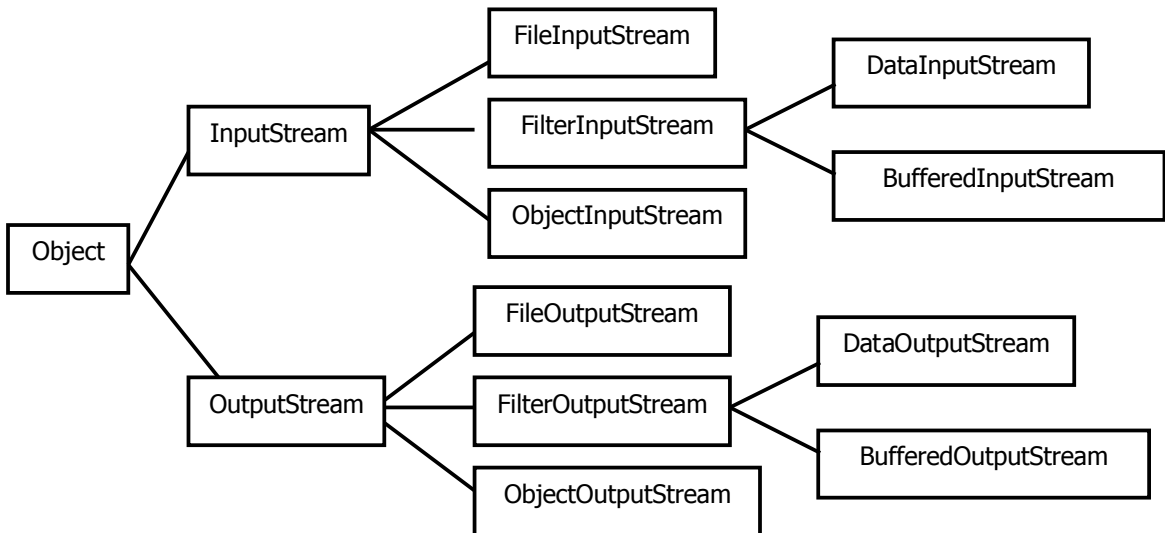 FileInputStream
DataInputStream
InputStream
FilterInputStream
BufferedInputStream
ObjectInputStream
Object
FileOutputStream
DataOutputStream
OutputStream
FilterOutputStream
BufferedOutputStream
ObjectOutputStream